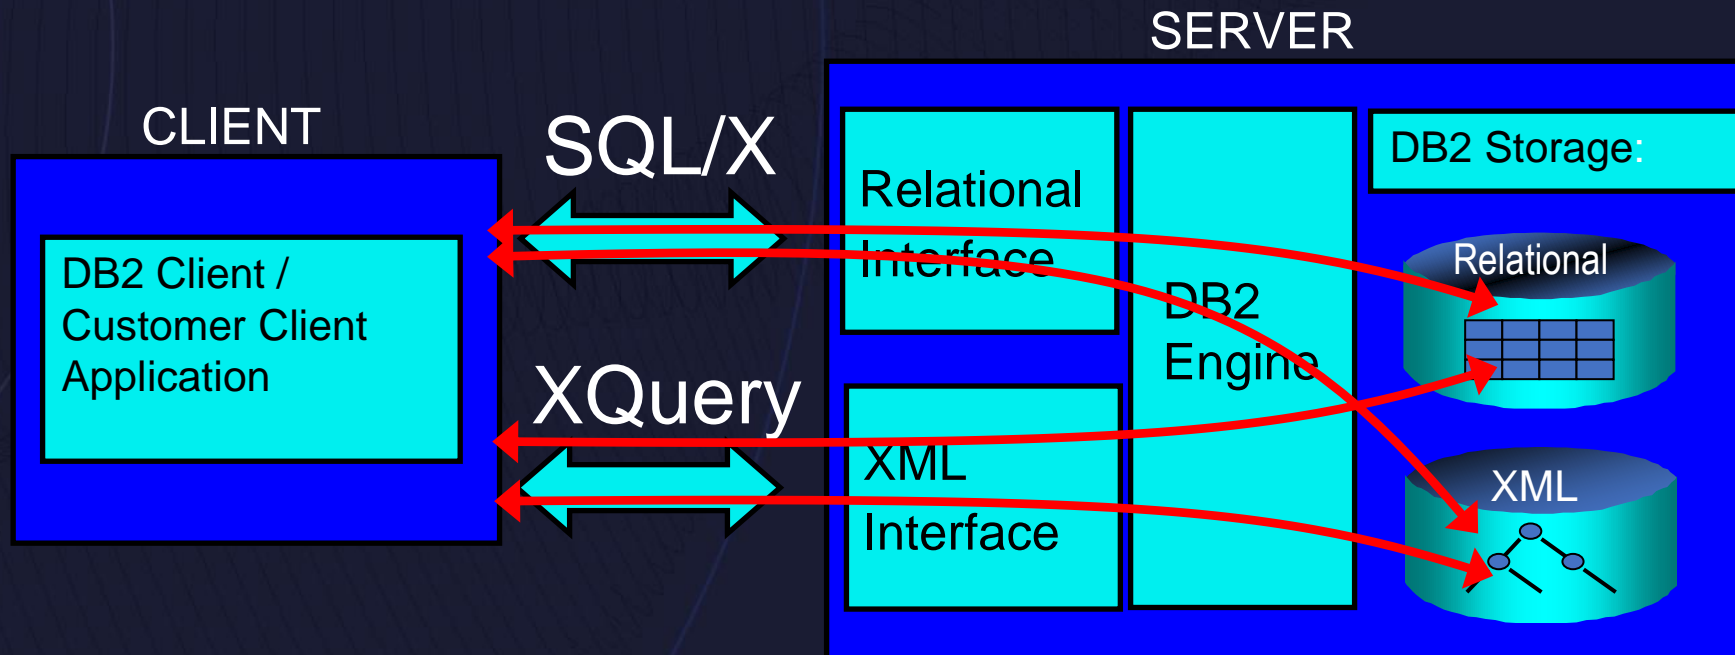 SERVER
CLIENT
SQL/X
DB2 Client /
Customer Client
Application
XQuery
Relational
Interface
XML
Interface
DB2
Engine
DB2 Storage:
Relational
XML